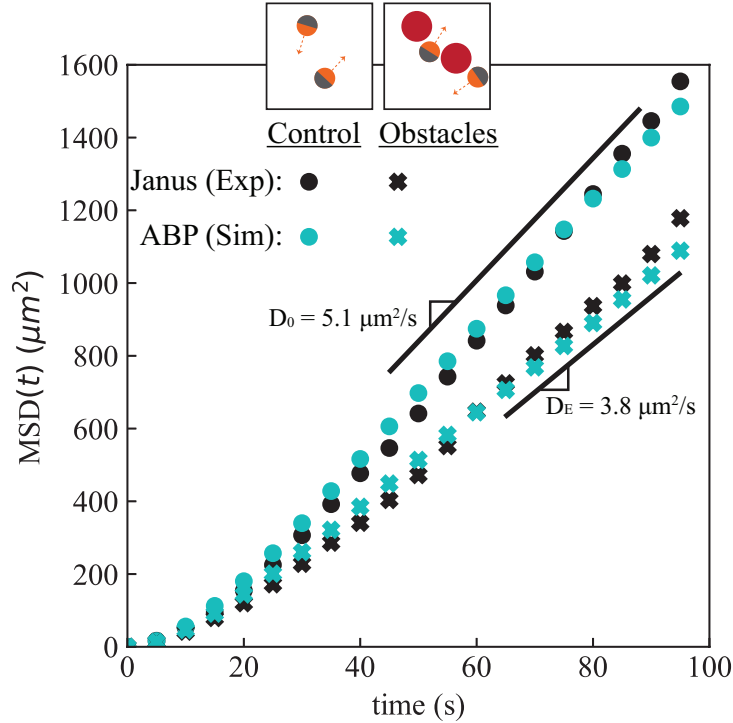 Control Obstacles
Janus (Exp):
ABP (Sim):
D₀ = 5.1 μm²/s
D_E = 3.8 μm²/s
MSD(t) (μm²)
1600
1400
1200
1000
800
600
400
200
0
0 20 40 60 80 100
time (s)